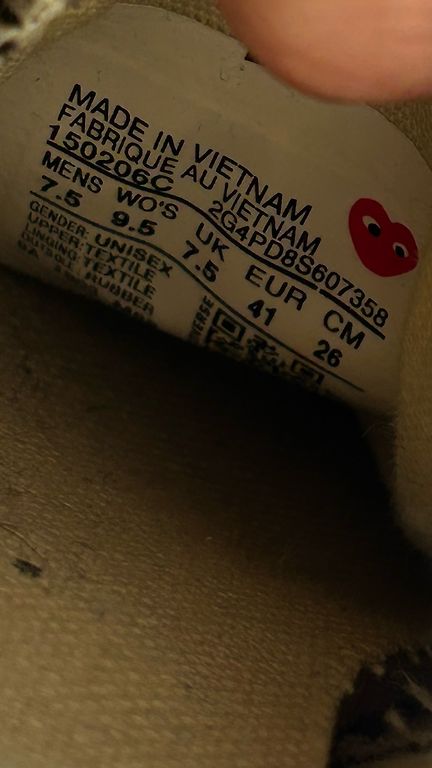 MADE IN VIETNAM
FABRIQUE AU VIETNAM
150206C 2G4PD8S607358
MENS WO'S UK EUR CM
7.5 9.5 7.5 41 26
GENDER: UNISEX
UPPER: TEXTILE
TEXTILE
RUBBER